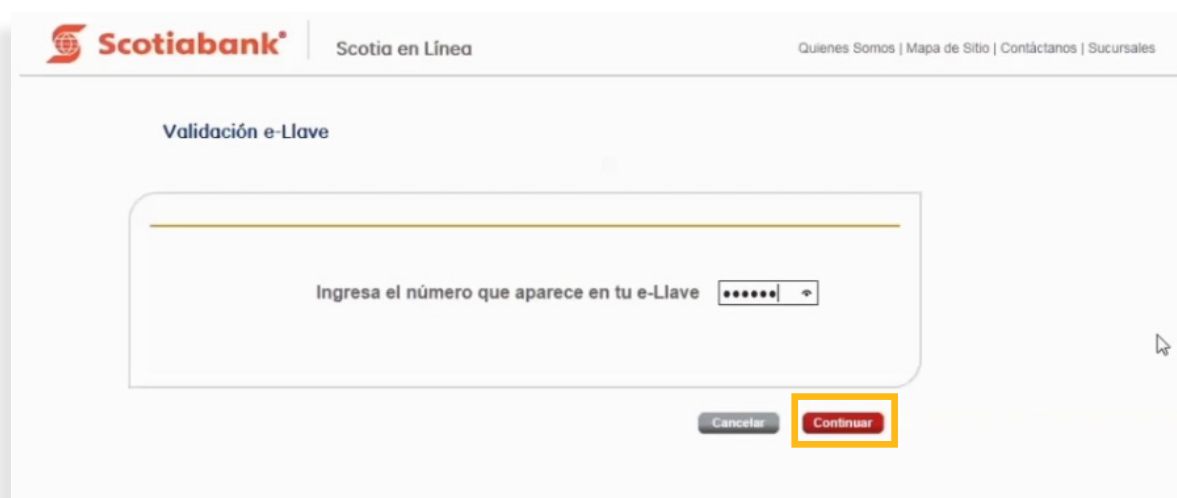 Scotiabank®
Scotia en Línea
Quienes Somos | Mapa de Sitio | Contáctanos | Sucursales
Validación e-Llave
Ingresa el número que aparece en tu e-Llave ••••••
Cancelar
Continuar